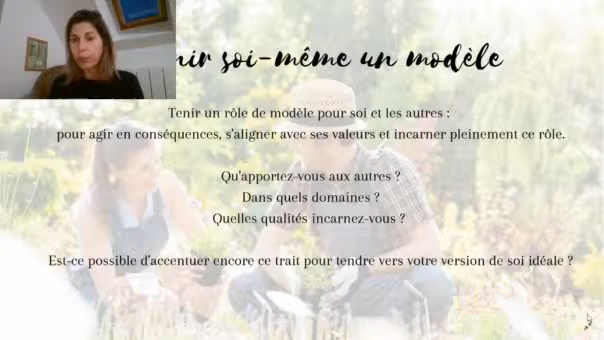 nir soi-même un modèle
Tenir un rôle de modèle pour soi et les autres :
pour agir en conséquences, s'aligner avec ses valeurs et incarner pleinement ce rôle.
Qu'apportez-vous aux autres ?
Dans quels domaines ?
Quelles qualités incarnez-vous ?
Est-ce possible d'accentuer encore ce trait pour tendre vers votre version de soi idéale ?